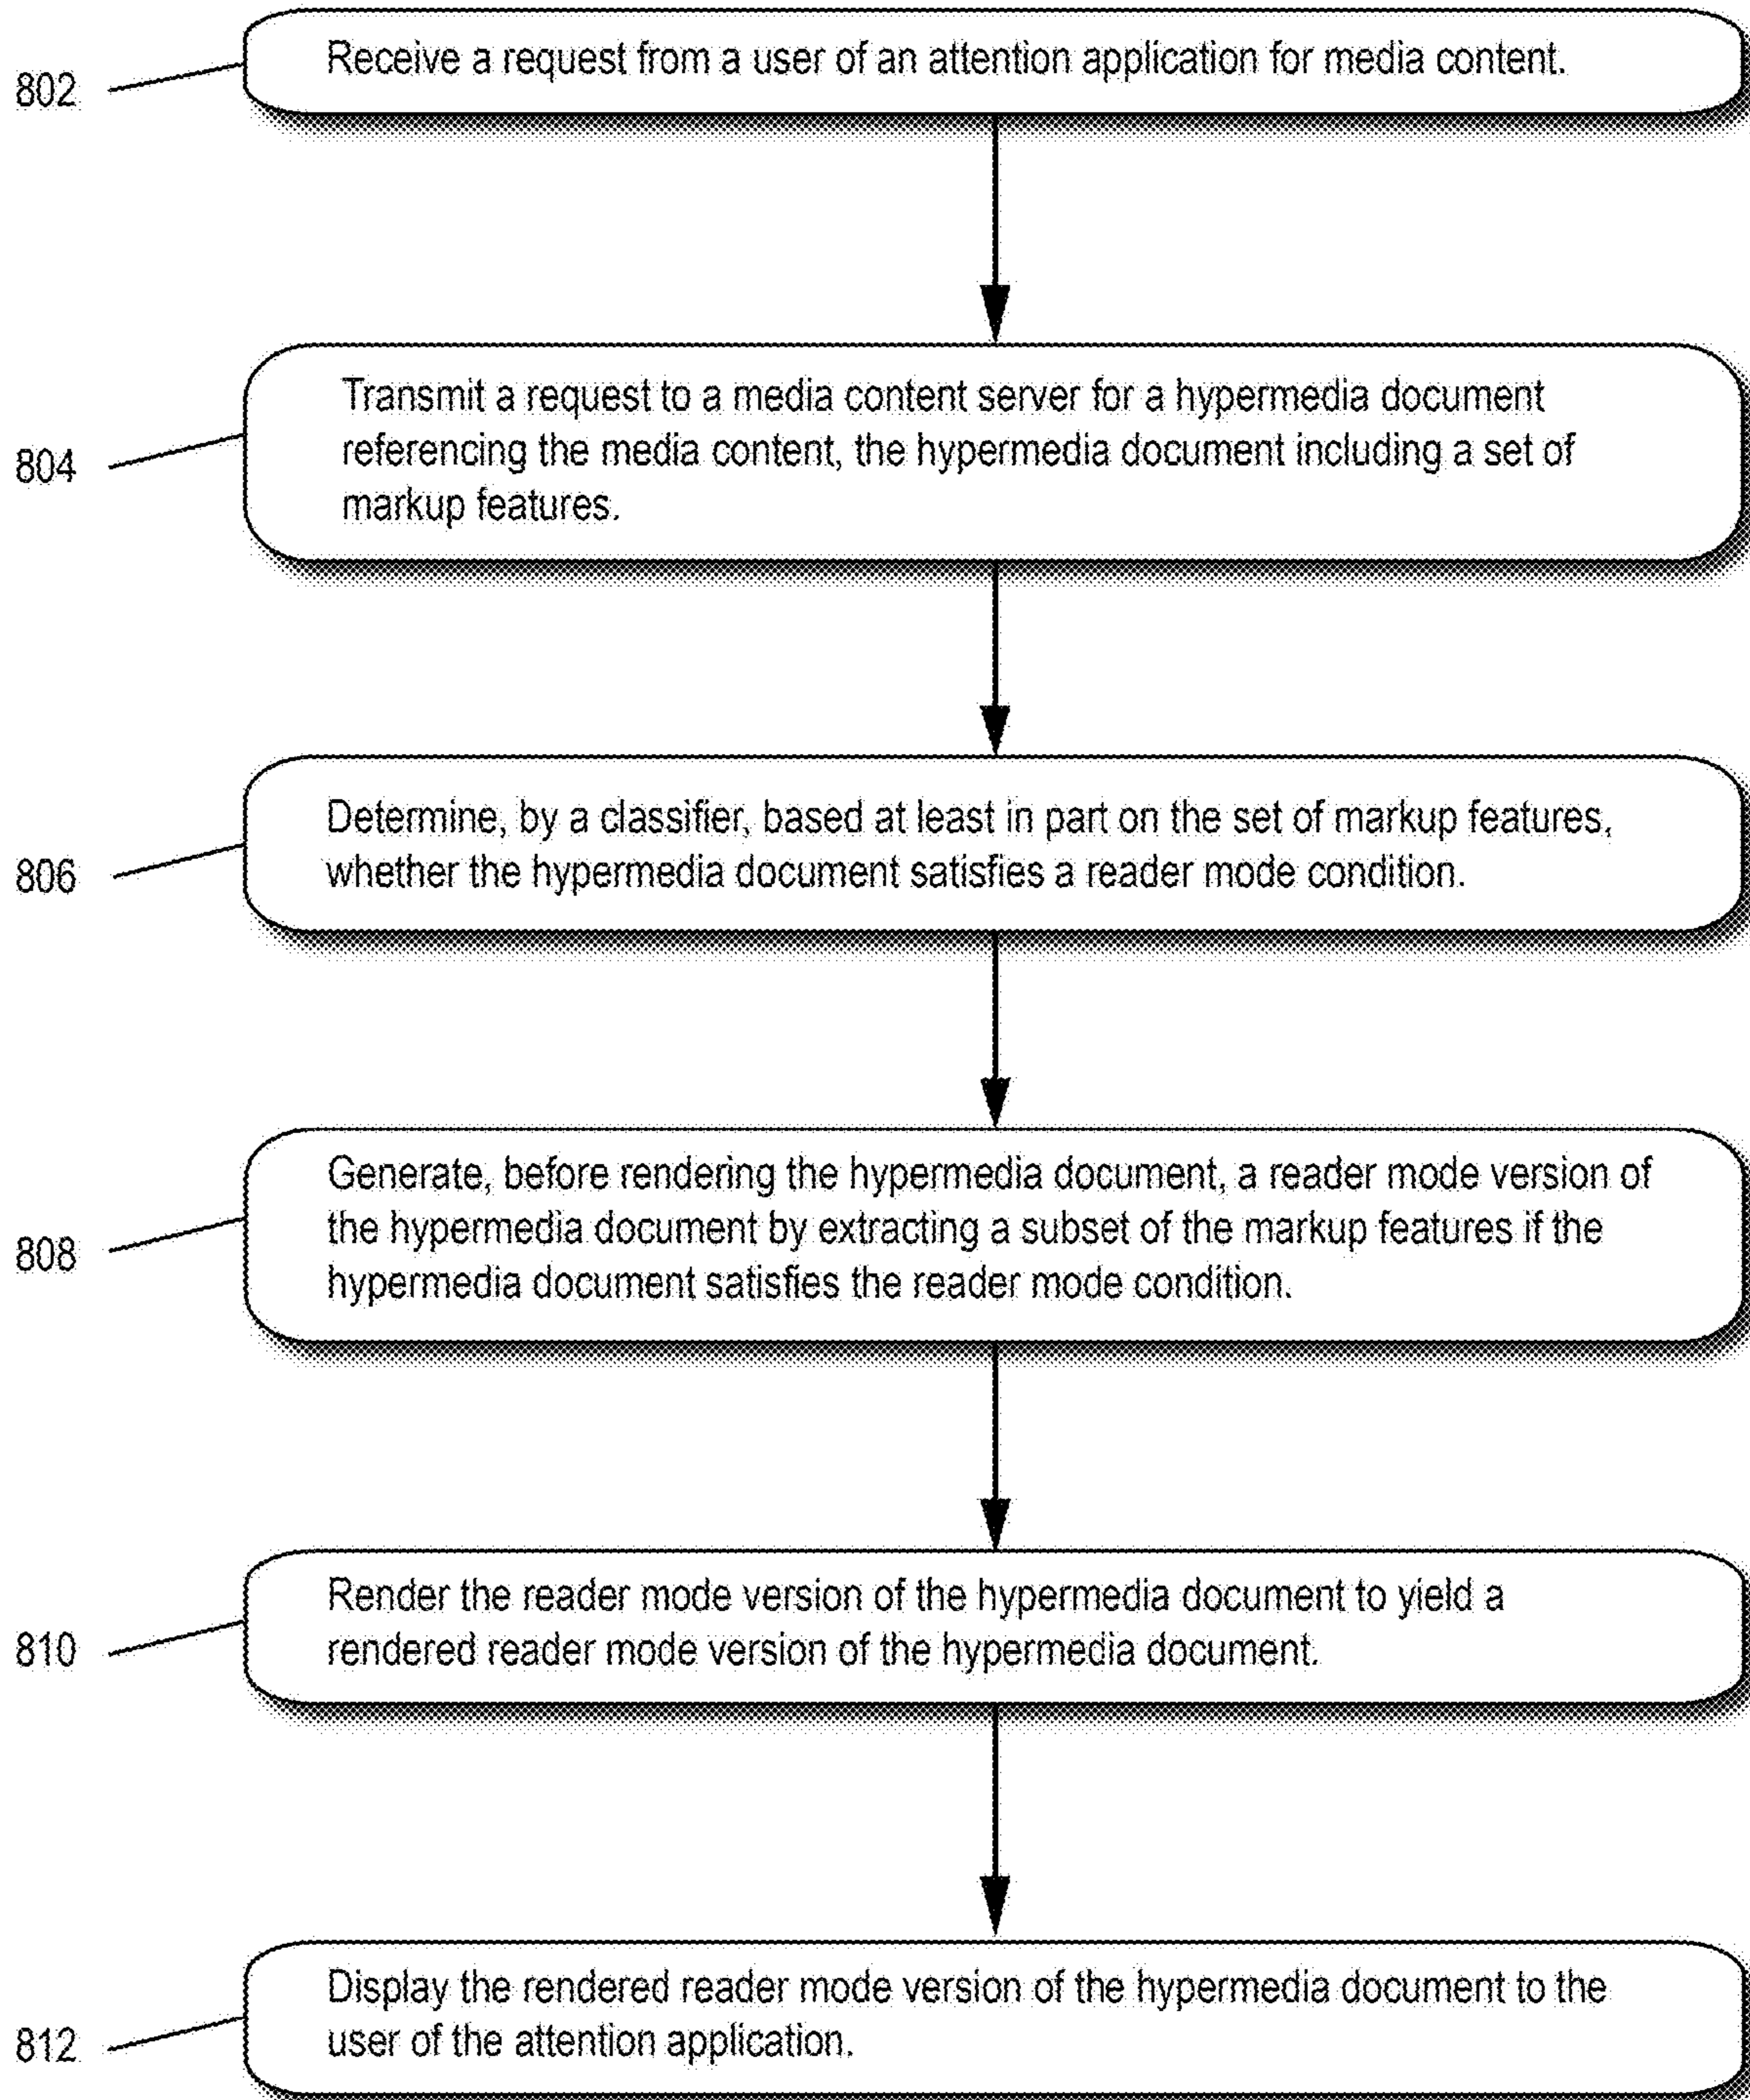 802
Receive a request from a user of an attention application for media content.
804
Transmit a request to a media content server for a hypermedia document
referencing the media content, the hypermedia document including a set of
markup features.
806
Determine, by a classifier, based at least in part on the set of markup features,
whether the hypermedia document satisfies a reader mode condition.
808
Generate, before rendering the hypermedia document, a reader mode version of
the hypermedia document by extracting a subset of the markup features if the
hypermedia document satisfies the reader mode condition.
810
Render the reader mode version of the hypermedia document to yield a
rendered reader mode version of the hypermedia document.
812
Display the rendered reader mode version of the hypermedia document to the
user of the attention application.